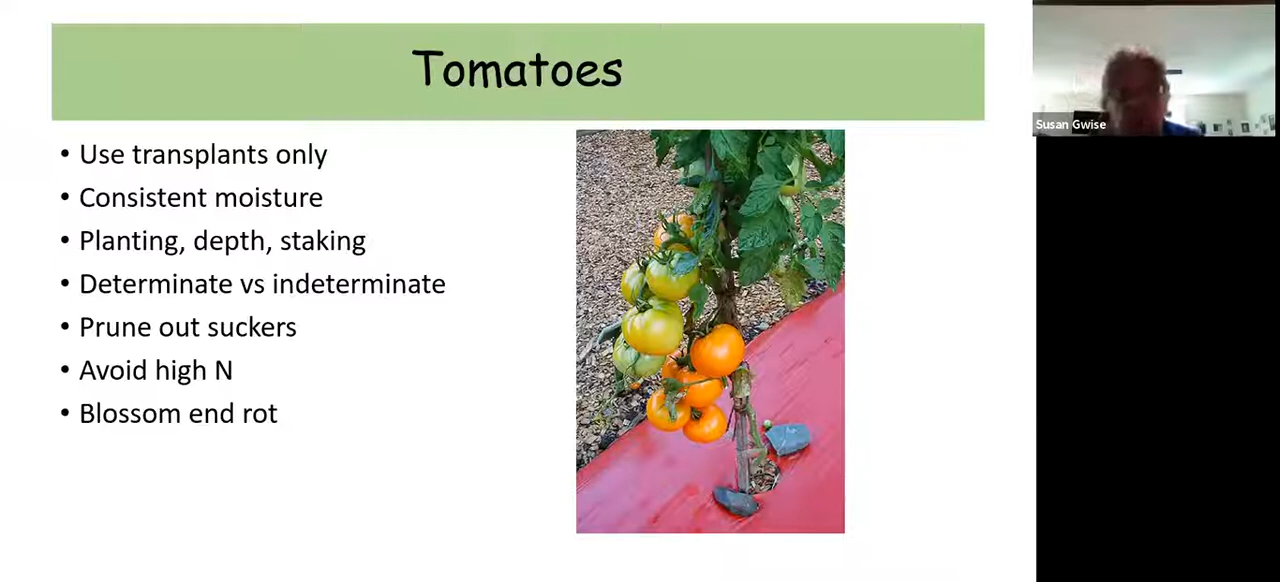 Tomatoes
• Use transplants only
• Consistent moisture
• Planting, depth, staking
• Determinate vs indeterminate
• Prune out suckers
• Avoid high N
• Blossom end rot
Susan Gwise